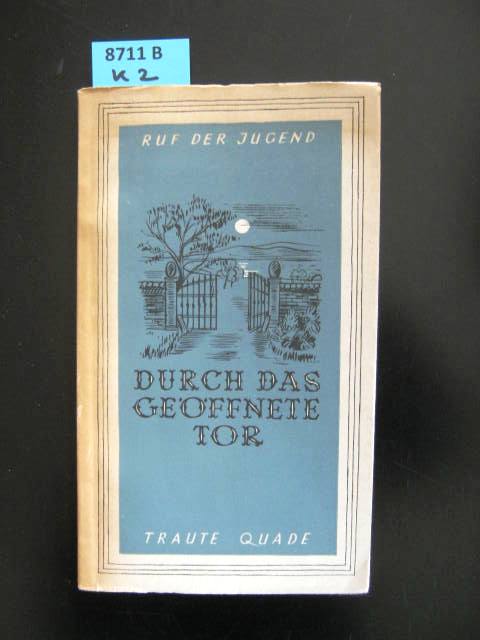 8711 B
K 2
RUF DER JUGEND
DURCH DAS
GEÖFFNETE
TOR
TRAUTE QUADE